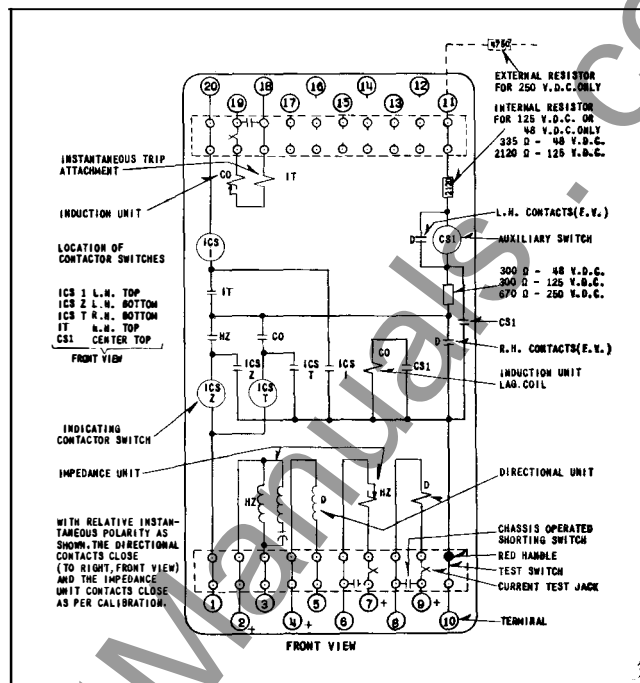 4750
EXTERNAL RESISTOR
FOR 250 V.D.C.ONLY
20 19 18 17 16 15 14 13 12 11
INTERNAL RESISTOR
FOR 125 V.D.C. OR
48 V.D.C.ONLY
335 Ω - 48 V.D.C.
2120 Ω - 125 V.D.C.
INSTANTANEOUS TRIP
ATTACHMENT
CO
IT
2120
INDUCTION UNIT
L.H. CONTACTS(E.V.)
D
CS1
AUXILIARY SWITCH
LOCATION OF
CONTACTOR SWITCHES
ICS
I
ICS 1 L.H. TOP
ICS Z L.H. BOTTOM
ICS T R.H. BOTTOM
IT R.H. TOP
CS1 CENTER TOP
FRONT VIEW
300 Ω - 48 V.D.C.
300 Ω - 125 V.D.C.
670 Ω - 250 V.D.C.
IT
CS1
HZ
CO
D
R.H. CONTACTS(E.V.)
ICS
Z
ICS
T
ICS
I
CO
CS1
INDUCTION UNIT
LAG.COIL
ICS
Z
ICS
T
INDICATING
CONTACTOR SWITCH
IMPEDANCE UNIT
DIRECTIONAL UNIT
HZ
D
HZ
D
WITH RELATIVE INSTAN-
TANEOUS POLARITY AS
SHOWN.THE DIRECTIONAL
CONTACTS CLOSE
(TO RIGHT,FRONT VIEW)
AND THE IMPEDANCE
UNIT CONTACTS CLOSE
AS PER CALIBRATION.
CHASSIS OPERATED
SHORTING SWITCH
RED HANDLE
TEST SWITCH
CURRENT TEST JACK
1 2 + 3 4 + 5 6 7 + 8 9 + 10
TERMINAL
FRONT VIEW